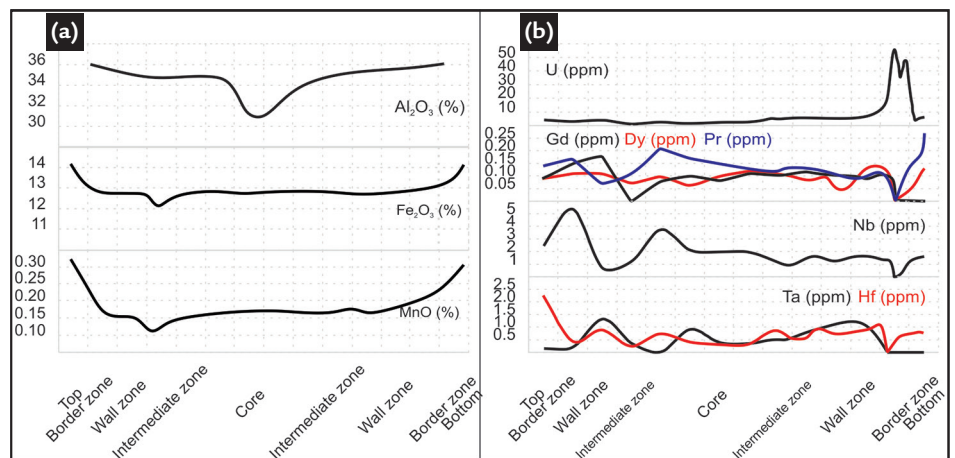 (a)
36
34
32
30
Al₂O₃ (%)
14
13
12
11
Fe₂O₃ (%)
0.30
0.25
0.20
0.15
0.10
MnO (%)
Top
Border zone
Wall zone
Intermediate zone
Core
Intermediate zone
Wall zone
Border zone
Bottom
(b)
50
40
30
20
10
U (ppm)
0.25
0.20
0.15
0.10
0.05
Gd (ppm) Dy (ppm) Pr (ppm)
5
4
3
2
1
Nb (ppm)
2.5
2.0
1.5
1.0
0.5
Ta (ppm) Hf (ppm)
Top
Border zone
Wall zone
Intermediate zone
Core
Intermediate zone
Wall zone
Border zone
Bottom